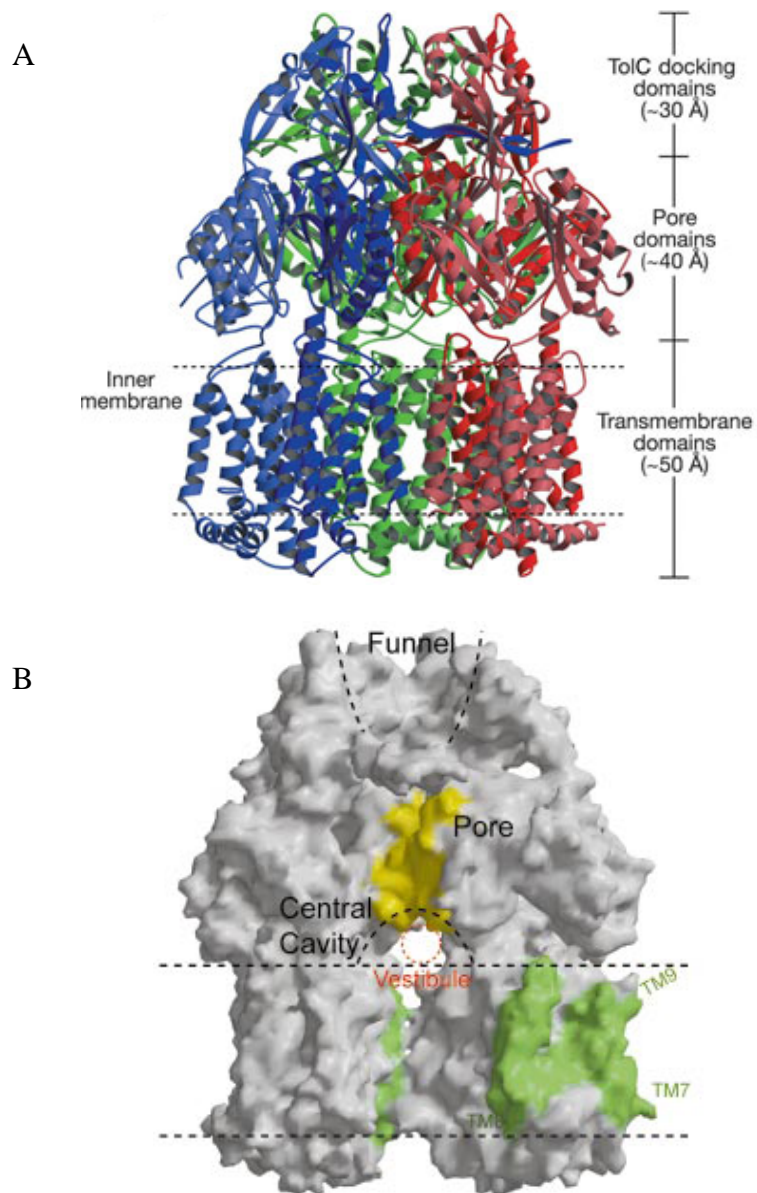 A
TolC docking
domains
(~30 Å)
Pore
domains
(~40 Å)
Inner
membrane
Transmembrane
domains
(~50 Å)
B
Funnel
Pore
Central
Cavity
Vestibule
TM9
TM7